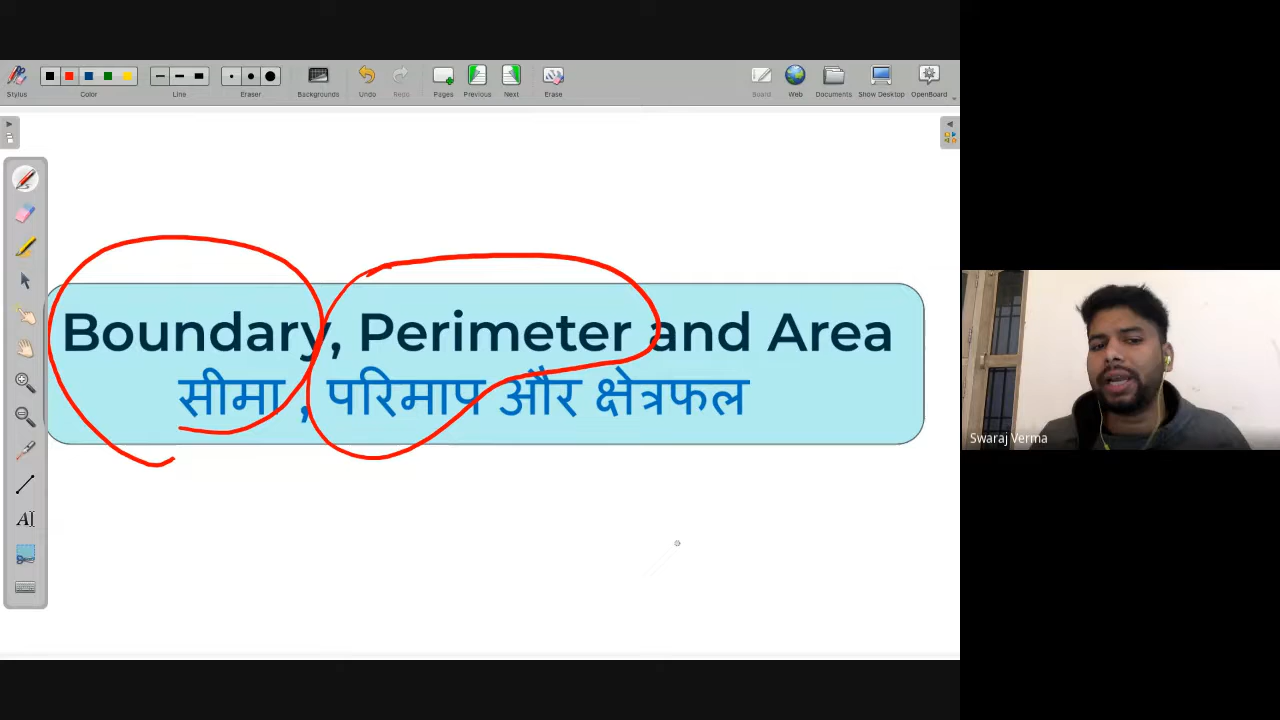 Stylus
Color
Line
Eraser
Backgrounds
Undo
Redo
Pages
Previous
Next
Erase
Board
Web
Documents
Show Desktop
OpenBoard
Boundary, Perimeter and Area
सीमा , परिमाप और क्षेत्रफल
Swaraj Verma